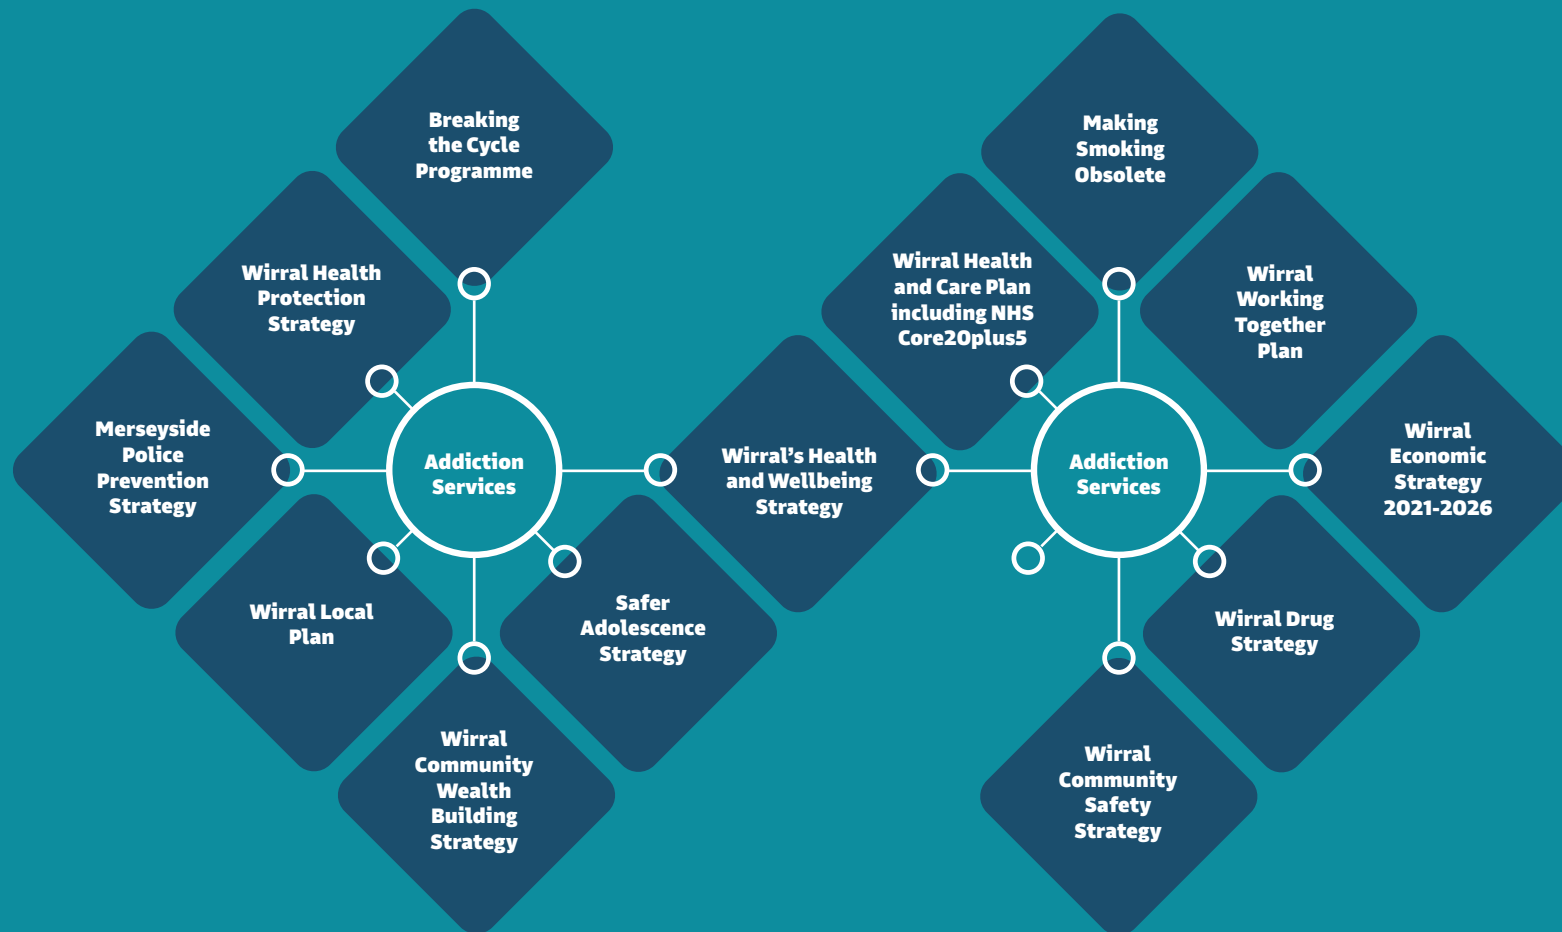 Breaking
the Cycle
Programme
Wirral Health
Protection
Strategy
Merseyside
Police
Prevention
Strategy
Addiction
Services
Wirral Local
Plan
Safer
Adolescence
Strategy
Wirral
Community
Wealth
Building
Strategy
Wirral's Health
and Wellbeing
Strategy
Making
Smoking
Obsolete
Wirral Health
and Care Plan
including NHS
Core20plus5
Wirral
Working
Together
Plan
Addiction
Services
Wirral
Economic
Strategy
2021-2026
Wirral Drug
Strategy
Wirral
Community
Safety
Strategy